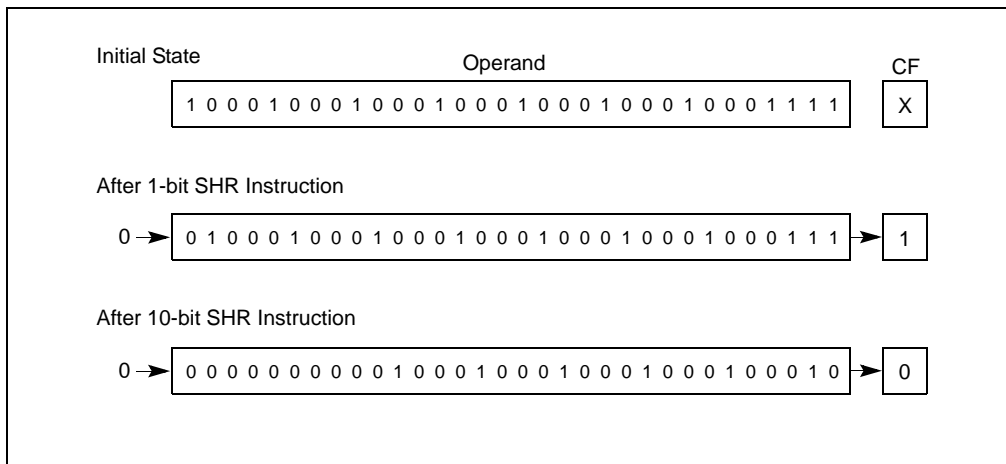 Initial State
Operand
CF
1 0 0 0 1 0 0 0 1 0 0 0 1 0 0 0 1 0 0 0 1 0 0 0 1 0 0 0 1 1 1 1
X
After 1-bit SHR Instruction
0
0 1 0 0 0 1 0 0 0 1 0 0 0 1 0 0 0 1 0 0 0 1 0 0 0 1 0 0 0 1 1 1
1
After 10-bit SHR Instruction
0
0 0 0 0 0 0 0 0 0 0 1 0 0 0 1 0 0 0 1 0 0 0 1 0 0 0 1 0 0 0 1 0
0